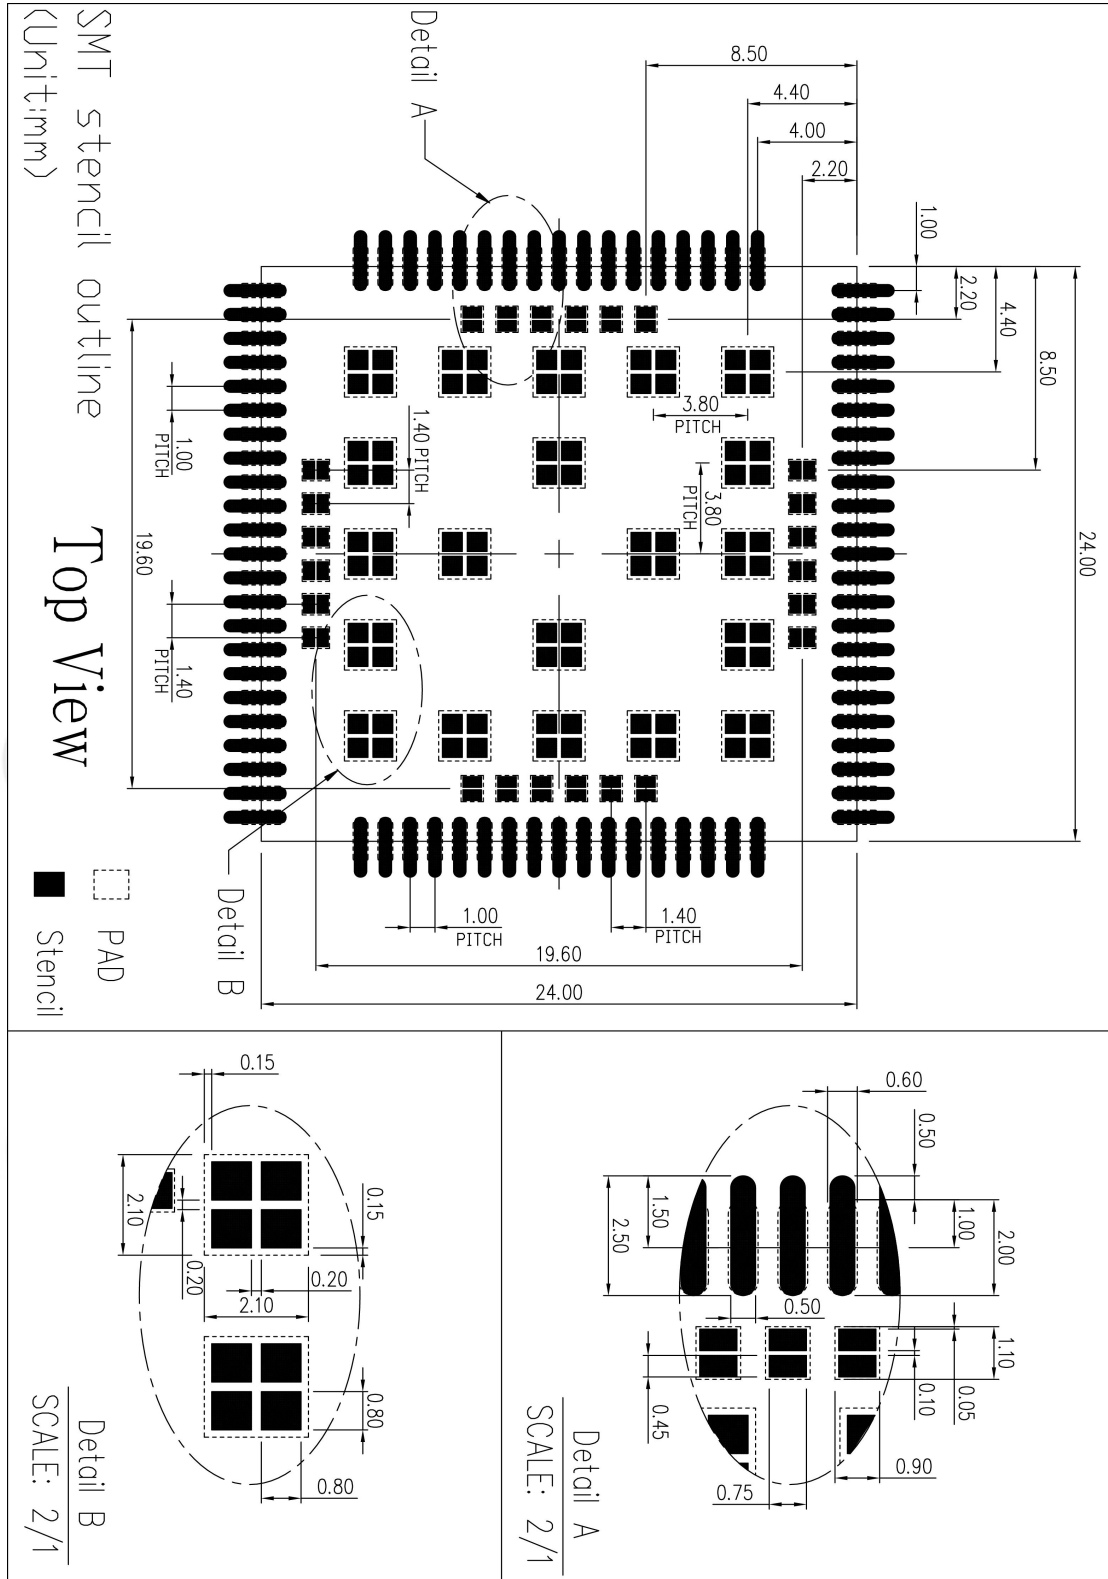 SMT stencil outline
(Unit:mm)
Detail A
8.50
4.40
4.00
2.20
1.00
2.20
4.40
8.50
24.00
3.80
PITCH
3.80
PITCH
1.40 PITCH
1.00
PITCH
19.60
1.40
PITCH
Top View
Detail B
1.00
PITCH
1.40
PITCH
19.60
24.00
PAD
Stencil
0.15
2.10
0.20
0.15
0.20
2.10
0.80
0.80
Detail B
SCALE: 2/1
0.60
0.50
1.50
2.50
1.00
2.00
0.50
1.10
0.05
0.10
0.45
0.90
0.75
Detail A
SCALE: 2/1